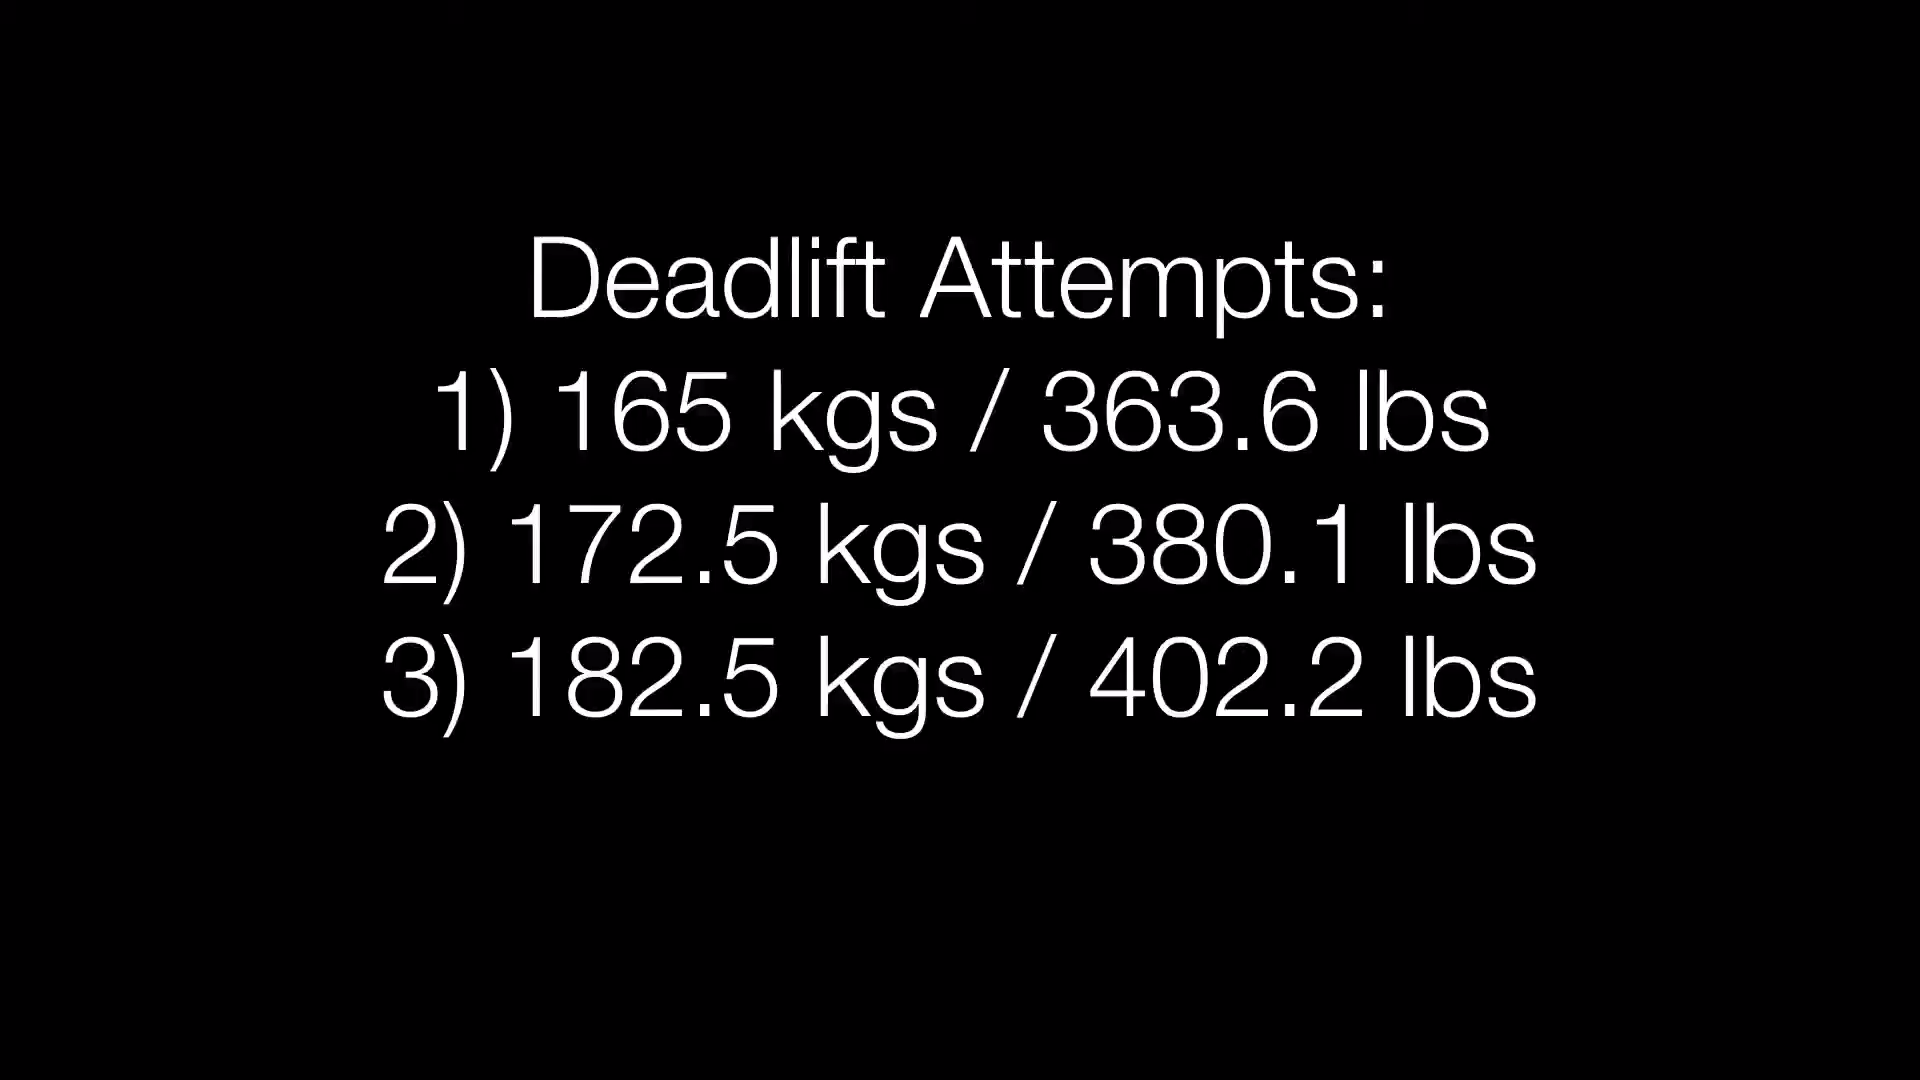 Deadlift Attempts:
1) 165 kgs / 363.6 lbs
2) 172.5 kgs / 380.1 lbs
3) 182.5 kgs / 402.2 lbs